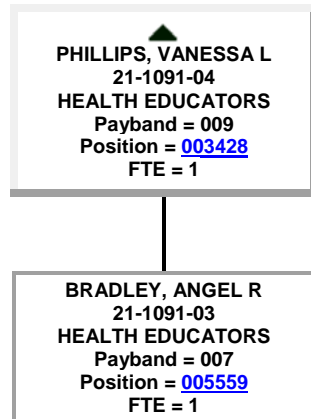 PHILLIPS, VANESSA L
21-1091-04
HEALTH EDUCATORS
Payband = 009
Position = 003428
FTE = 1
BRADLEY, ANGEL R
21-1091-03
HEALTH EDUCATORS
Payband = 007
Position = 005559
FTE = 1